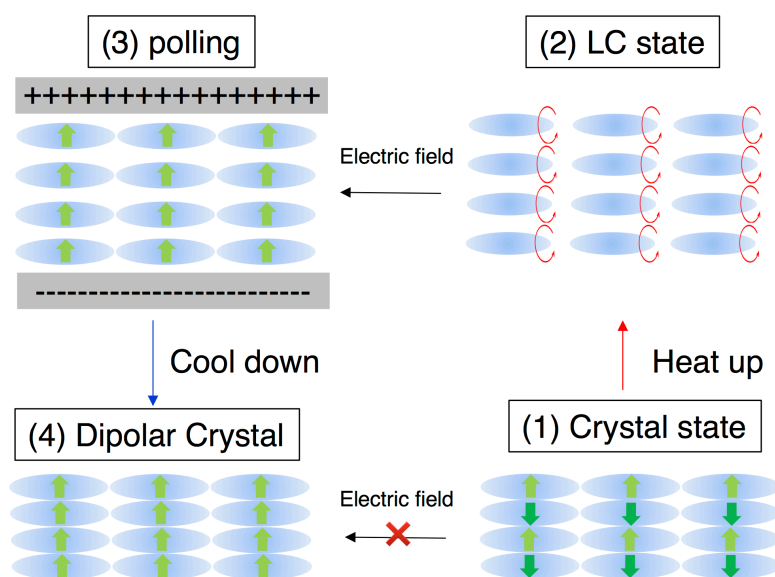 (3) polling
(2) LC state
++++++++++++++++
Electric field
--------------------------
Cool down
Heat up
(4) Dipolar Crystal
(1) Crystal state
Electric field